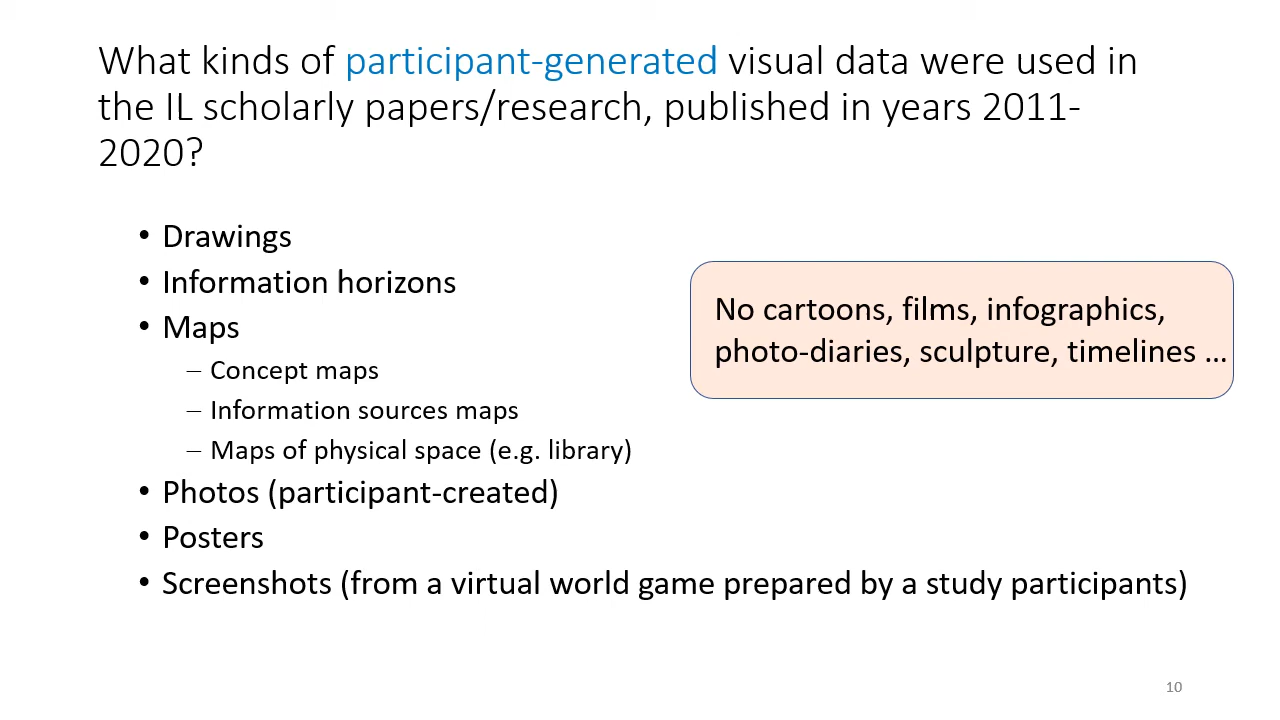 What kinds of participant-generated visual data were used in
the IL scholarly papers/research, published in years 2011-
2020?
• Drawings
• Information horizons
• Maps
– Concept maps
– Information sources maps
– Maps of physical space (e.g. library)
• Photos (participant-created)
• Posters
• Screenshots (from a virtual world game prepared by a study participants)
No cartoons, films, infographics,
photo-diaries, sculpture, timelines ...
10